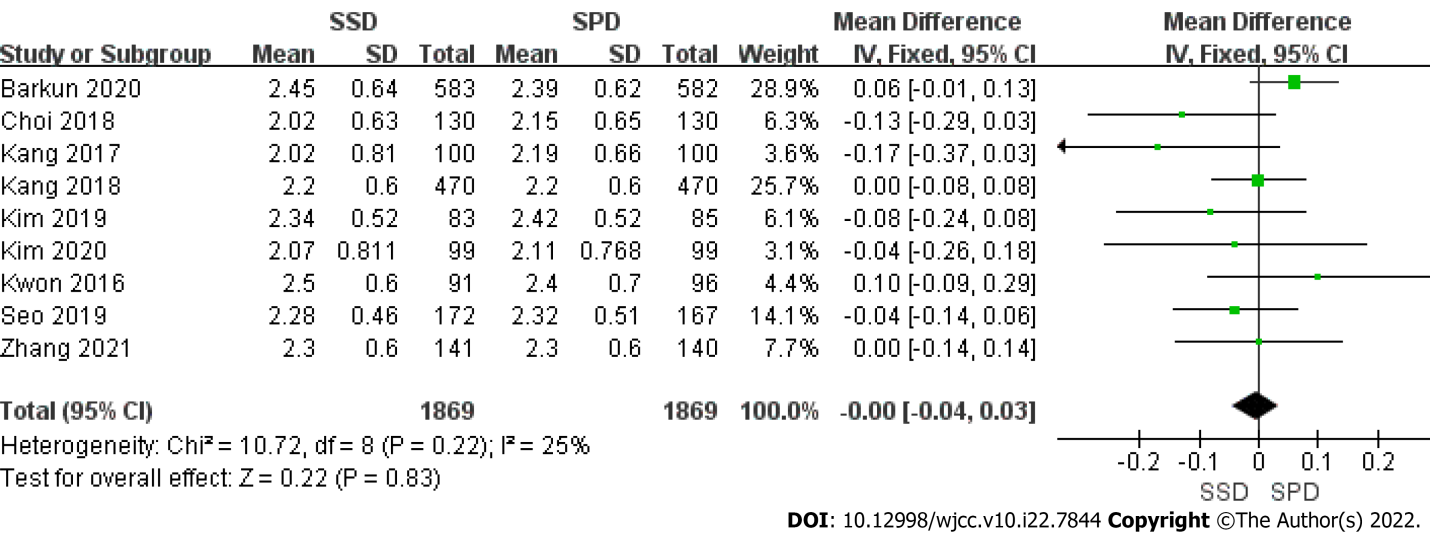 SSD SPD Mean Difference Mean Difference
Study or Subgroup Mean SD Total Mean SD Total Weight IV, Fixed, 95% CI IV, Fixed, 95% CI
Barkun 2020 2.45 0.64 583 2.39 0.62 582 28.9% 0.06 [-0.01, 0.13]
Choi 2018 2.02 0.63 130 2.15 0.65 130 6.3% -0.13 [-0.29, 0.03]
Kang 2017 2.02 0.81 100 2.19 0.66 100 3.6% -0.17 [-0.37, 0.03]
Kang 2018 2.2 0.6 470 2.2 0.6 470 25.7% 0.00 [-0.08, 0.08]
Kim 2019 2.34 0.52 83 2.42 0.52 85 6.1% -0.08 [-0.24, 0.08]
Kim 2020 2.07 0.811 99 2.11 0.768 99 3.1% -0.04 [-0.26, 0.18]
Kwon 2016 2.5 0.6 91 2.4 0.7 96 4.4% 0.10 [-0.09, 0.29]
Seo 2019 2.28 0.46 172 2.32 0.51 167 14.1% -0.04 [-0.14, 0.06]
Zhang 2021 2.3 0.6 141 2.3 0.6 140 7.7% 0.00 [-0.14, 0.14]
Total (95% CI) 1869 1869 100.0% -0.00 [-0.04, 0.03]
Heterogeneity: Chi² = 10.72, df = 8 (P = 0.22); I² = 25%
Test for overall effect: Z = 0.22 (P = 0.83)
-0.2 -0.1 0 0.1 0.2
SSD SPD
DOI: 10.12998/wjcc.v10.i22.7844 Copyright ©The Author(s) 2022.